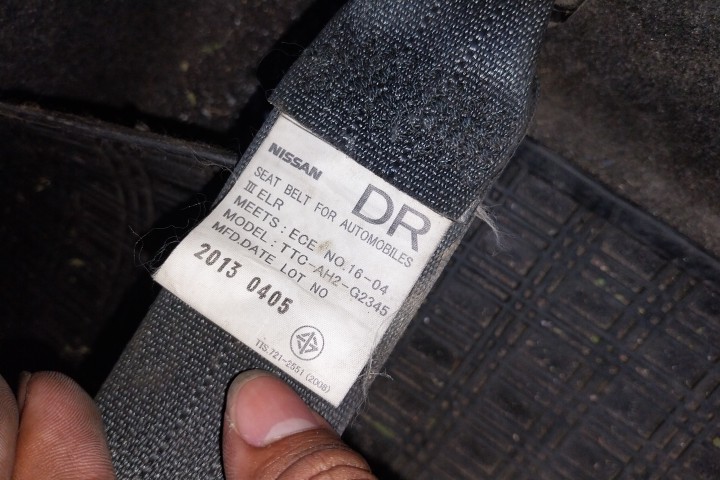 NISSAN
DR
SEAT BELT FOR AUTOMOBILES
III ELR
MEETS : ECE NO.16-04
MODEL : TTC-AH2-G2345
MFD.DATE LOT NO
2013 0405
TIS.721-2551 (2008)